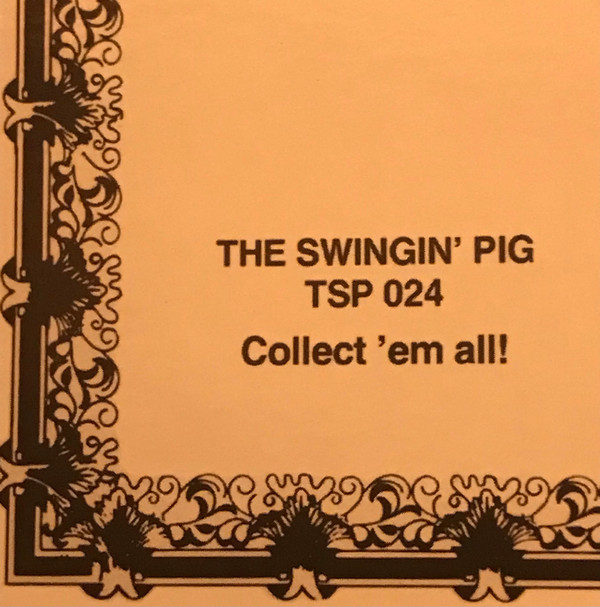 THE SWINGIN’ PIG
TSP 024
Collect ’em all!